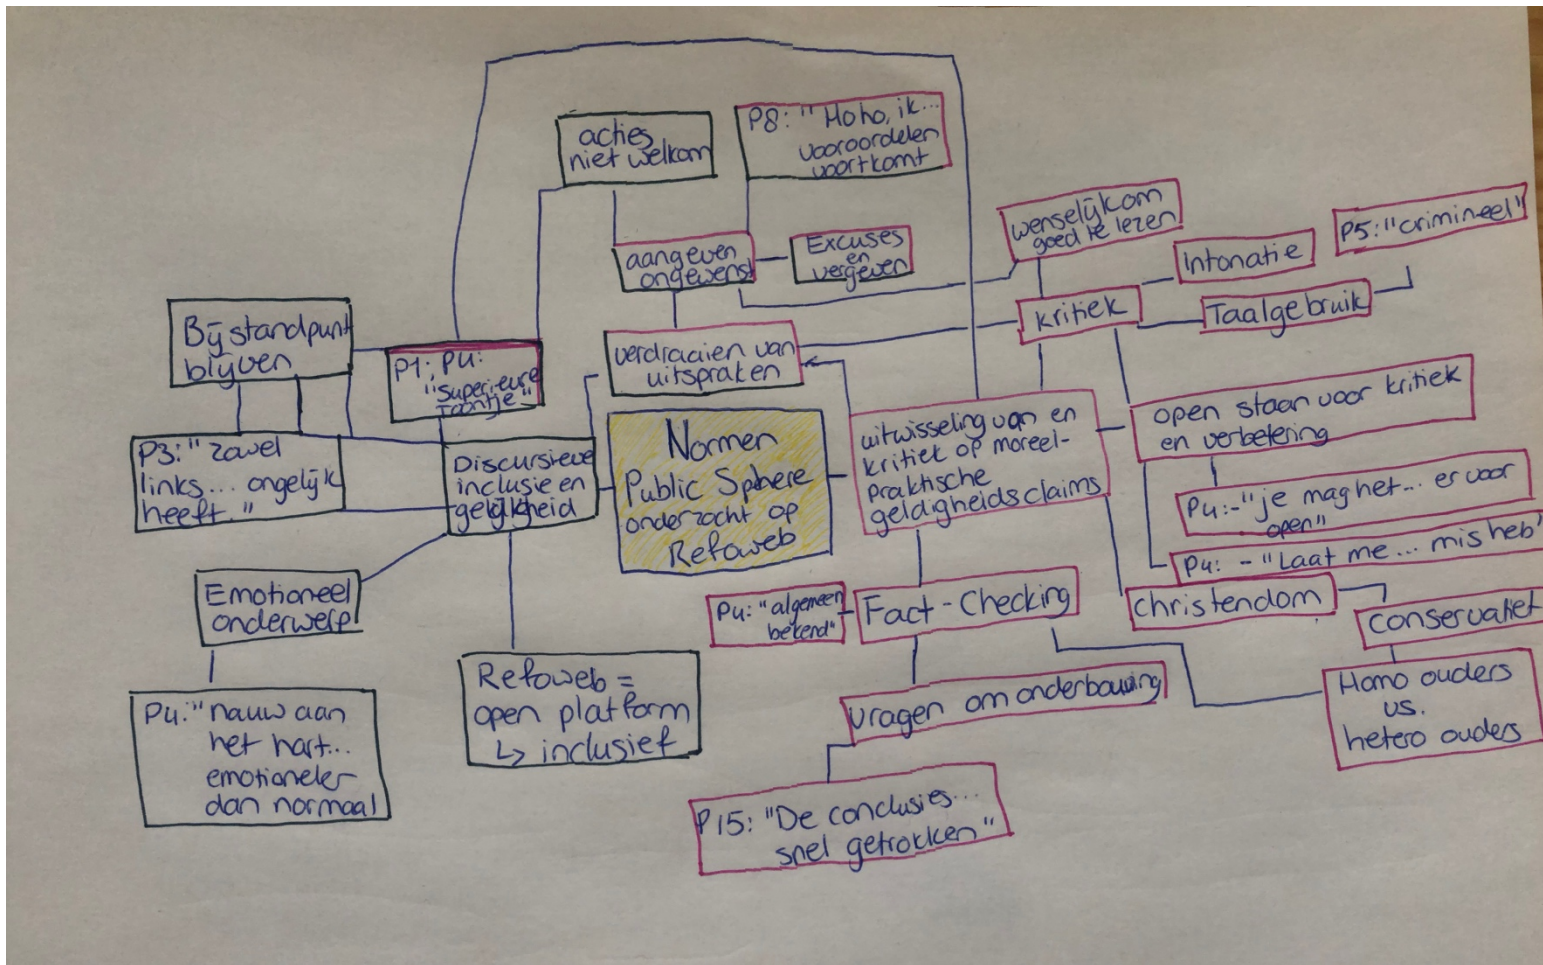 acties
niet welkom
P8: "Hoho, ik...
vooroordelen
voortkomt
wenselijk om
goed te lezen
P5: "crimineel"
Intonatie
aangeven
ongewenst
Excuses
en
vergeven
Taalgebruik
kritiek
Bij standpunt
blijven
P1; P4:
"Superieure
Toontje"
verdraaien van
uitspraken
open staan voor kritiek
en verbetering
P3: "zowel
links... ongelijk
heeft."
Discursieve
inclusie en
gelijkheid
Normen
Public Sphere
onderzocht op
Refoweb
uitwisseling van en
kritiek op moreel-
praktische
geldigheidsclaims
P4: - "je mag het... er voor
open"
P4: - "Laat me... mis heb"
Emotioneel
onderwerp
P4: "algemeen
bekend"
Fact-Checking
christendom
conservatief
P4: "nauw aan
het hart...
emotioneler
dan normaal
Refoweb =
open platform
↳ inclusief
vragen om onderbouwing
Homo ouders
vs.
hetero ouders
P15: "De conclusies...
snel getrokken"